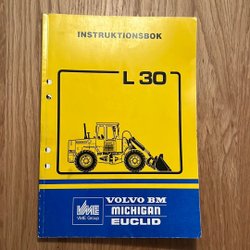 INSTRUKTIONSBOK
L 30
VME
VME Group
VOLVO BM
MICHIGAN
EUCLID